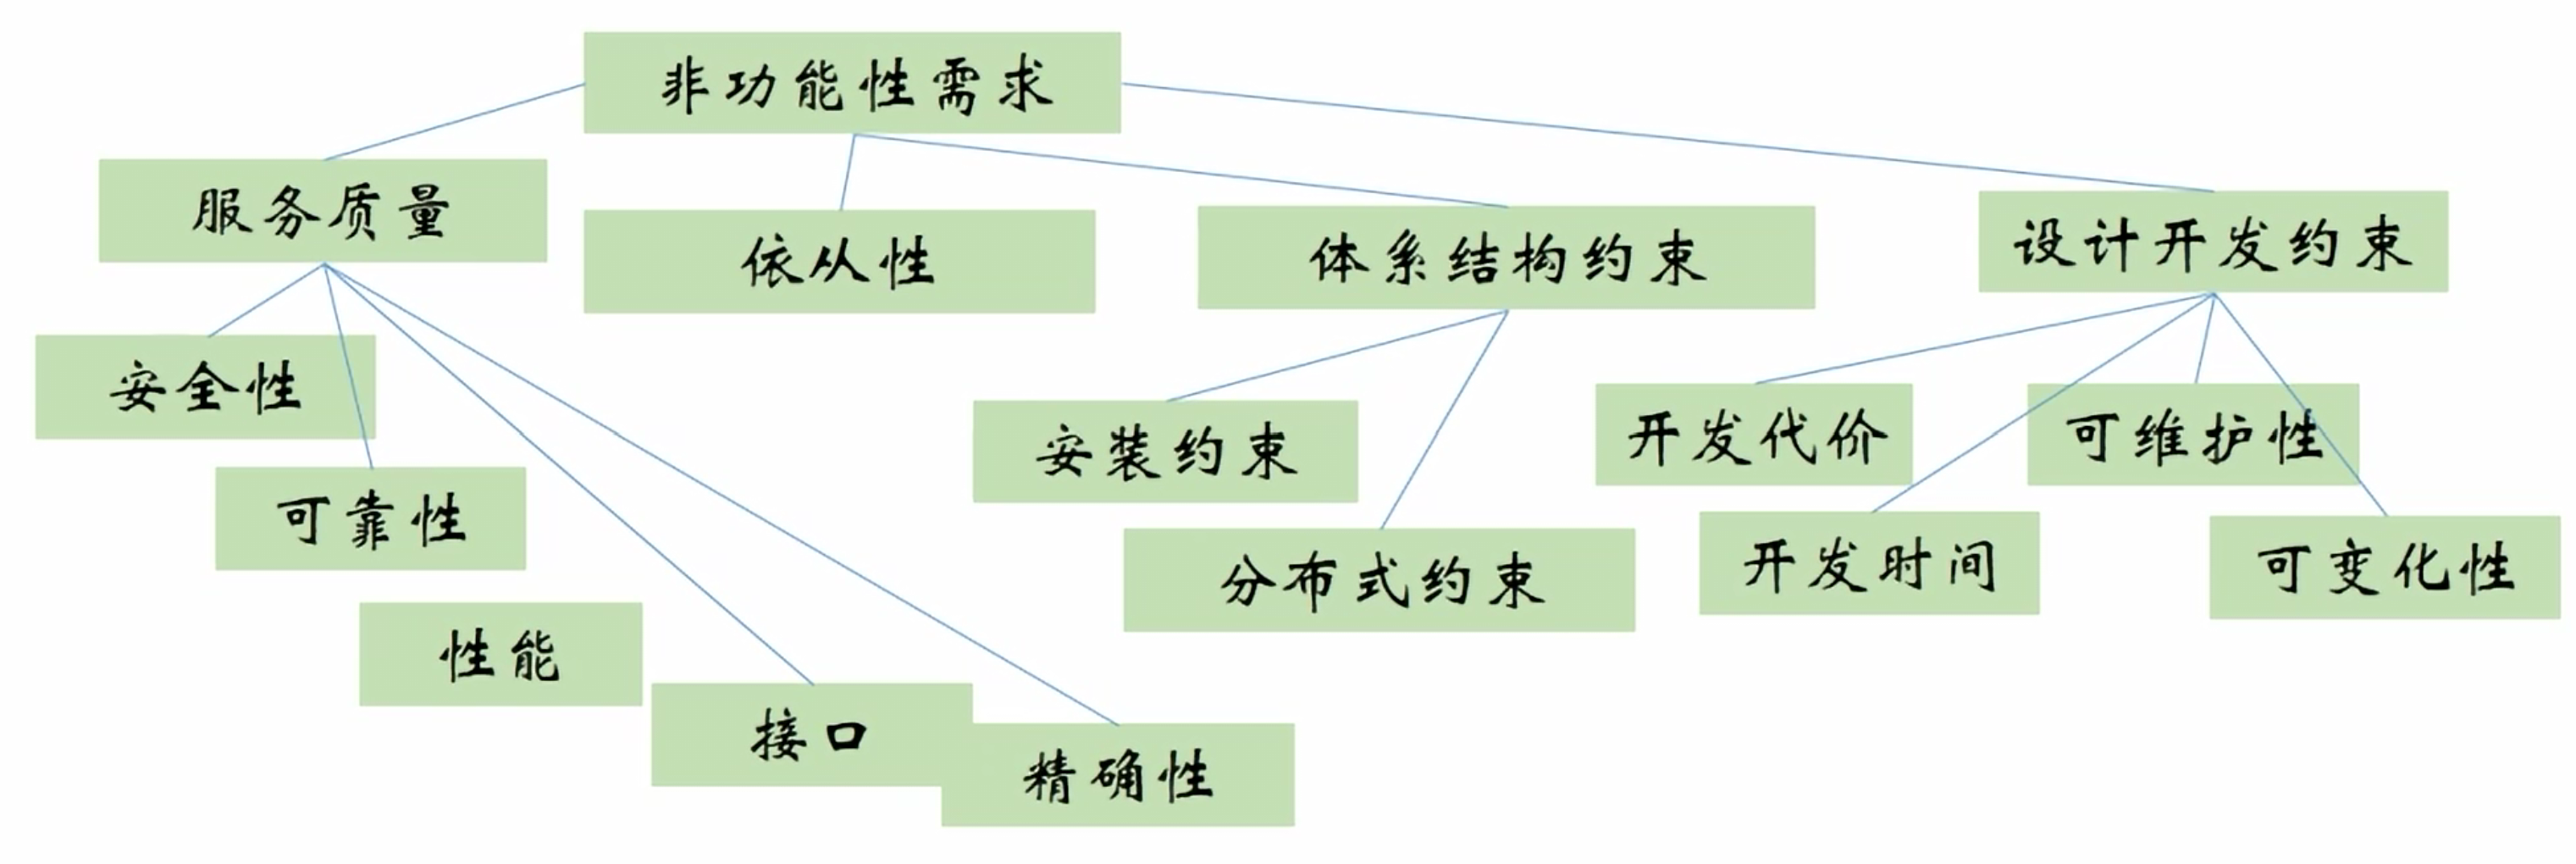 非功能性需求
服务质量
依从性
体系结构约束
设计开发约束
安全性
可靠性
性能
接口
精确性
安装约束
分布式约束
开发代价
可维护性
开发时间
可变化性